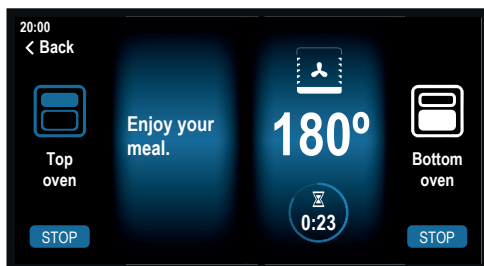 20:00
< Back
Top
oven
STOP
Enjoy your
meal.
180º
0:23
Bottom
oven
STOP